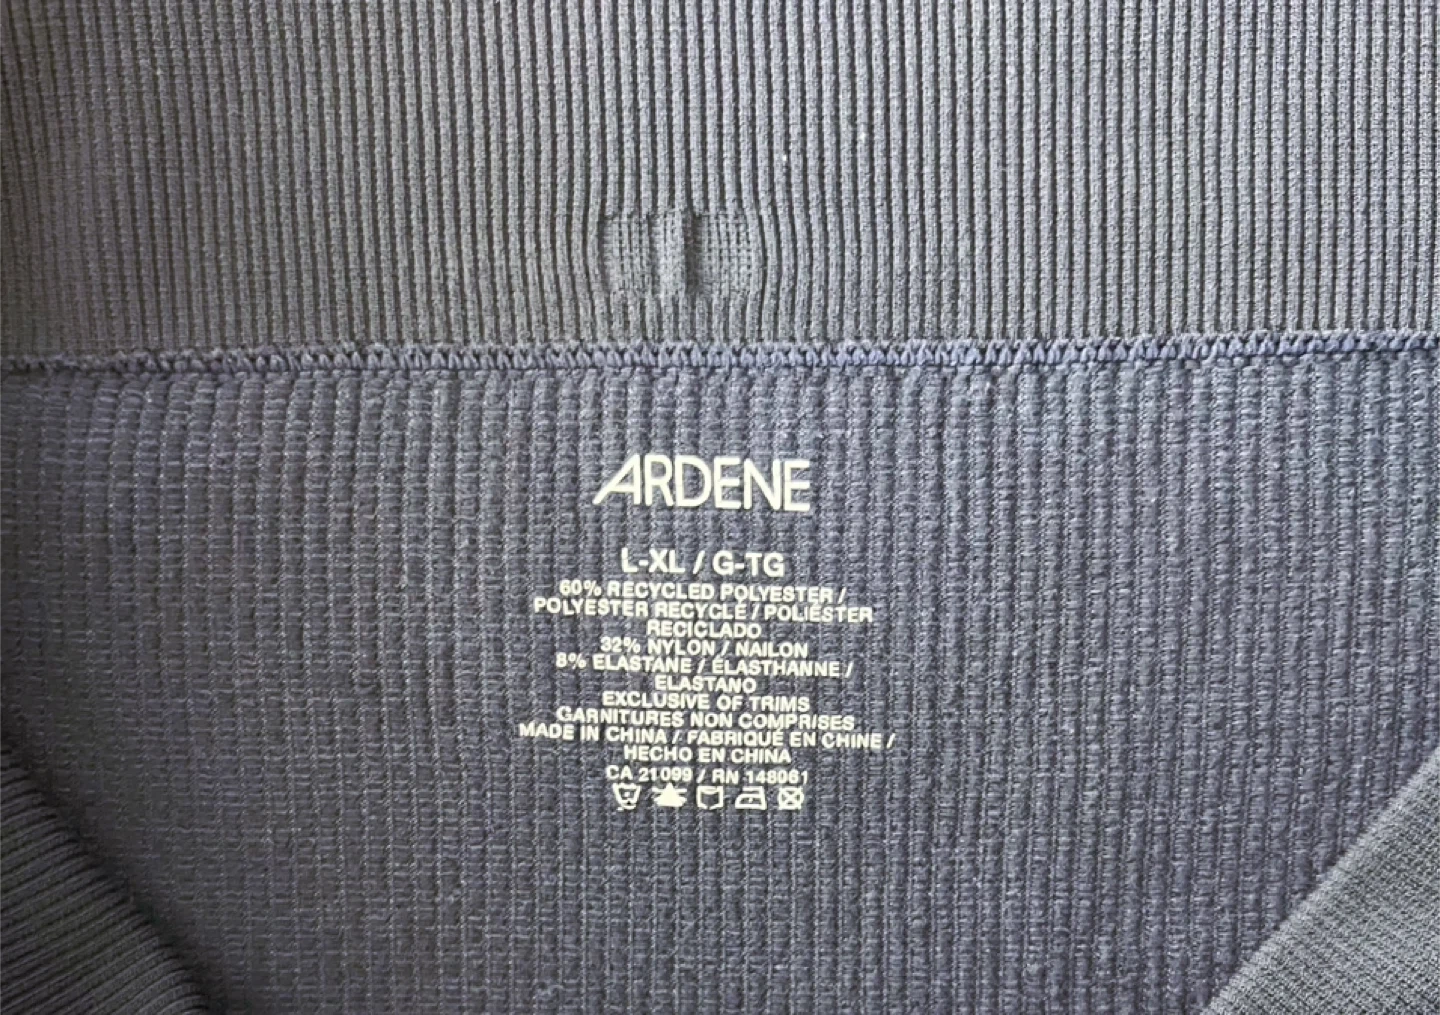 ARDENE
L-XL / G-TG
60% RECYCLED POLYESTER /
POLYESTER RECYCLÉ / POLIÉSTER
RECICLADO
32% NYLON / NAILON
8% ELASTANE / ÉLASTHANNE /
ELASTANO
EXCLUSIVE OF TRIMS
GARNITURES NON COMPRISES
MADE IN CHINA / FABRIQUÉ EN CHINE /
HECHO EN CHINA
CA 21099 / RN 148061